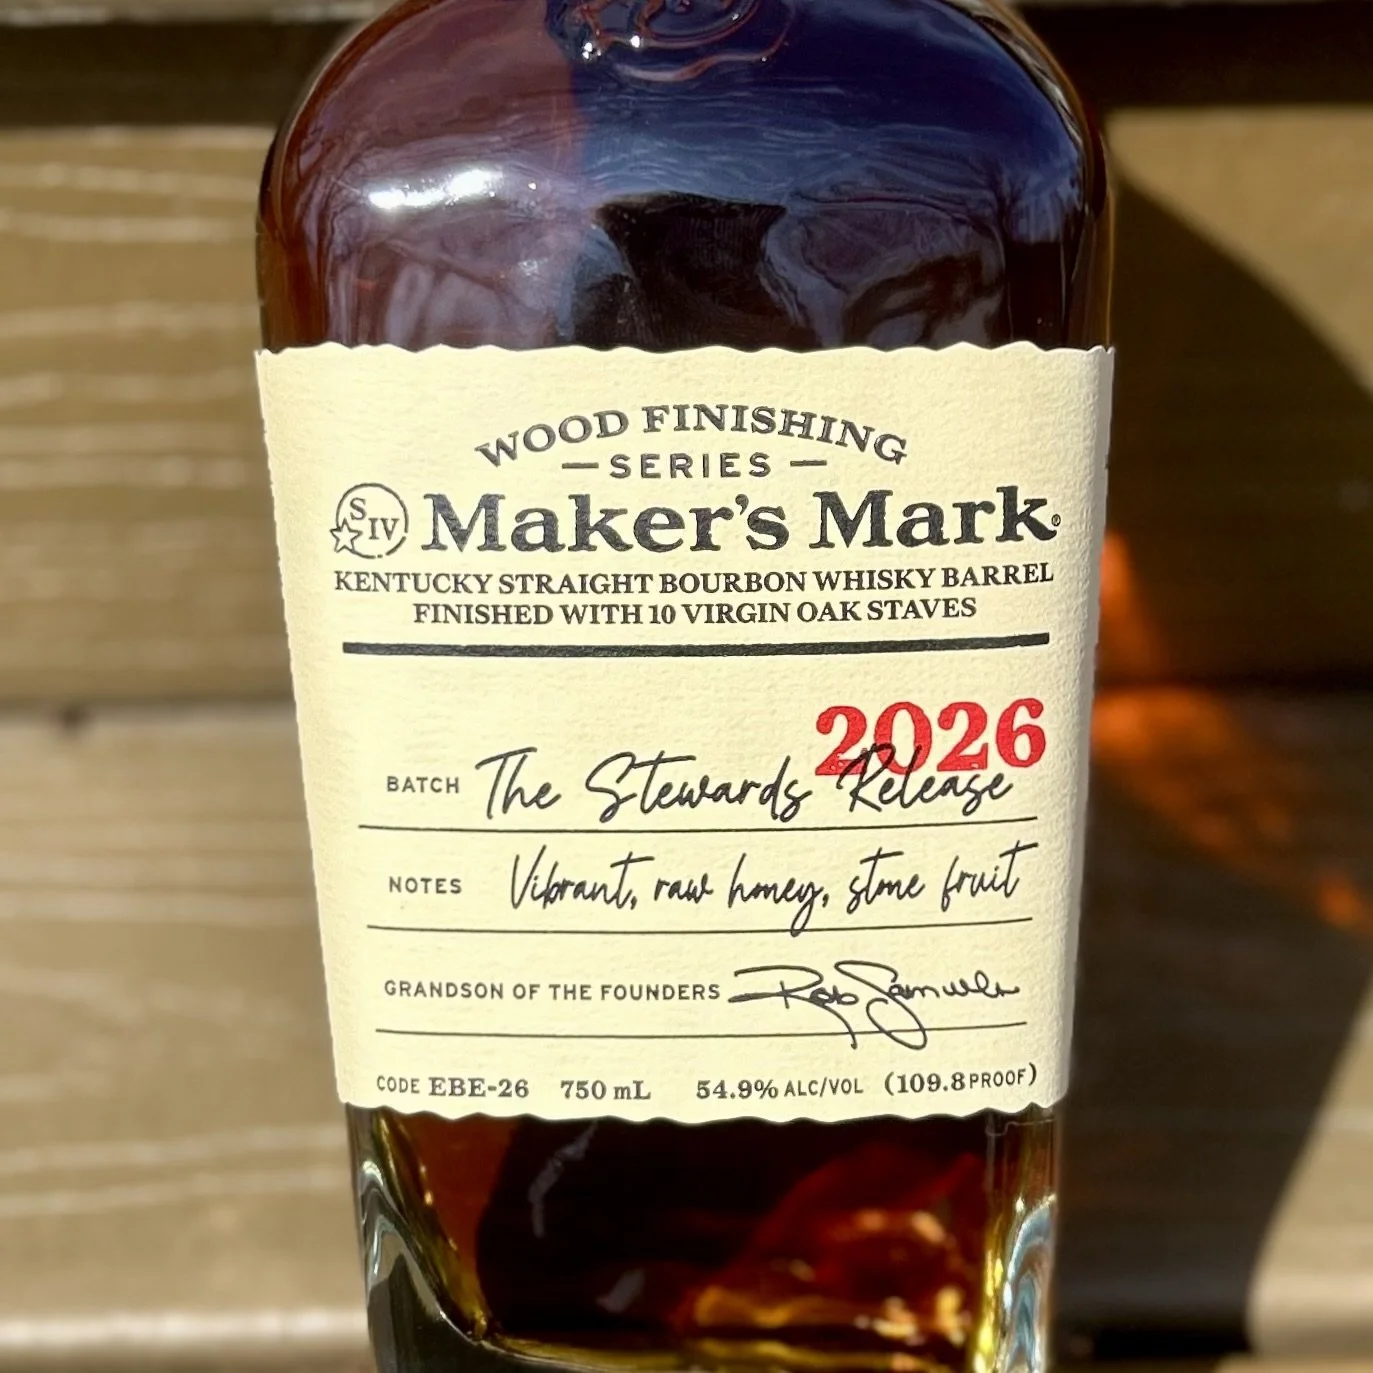 WOOD FINISHING
— SERIES —
S IV Maker's Mark®
KENTUCKY STRAIGHT BOURBON WHISKY BARREL
FINISHED WITH 10 VIRGIN OAK STAVES
2026
BATCH The Stewards Release
NOTES Vibrant, raw honey, stone fruit
GRANDSON OF THE FOUNDERS Rob Samuels
CODE EBE-26 750 mL 54.9% ALC/VOL (109.8 PROOF)